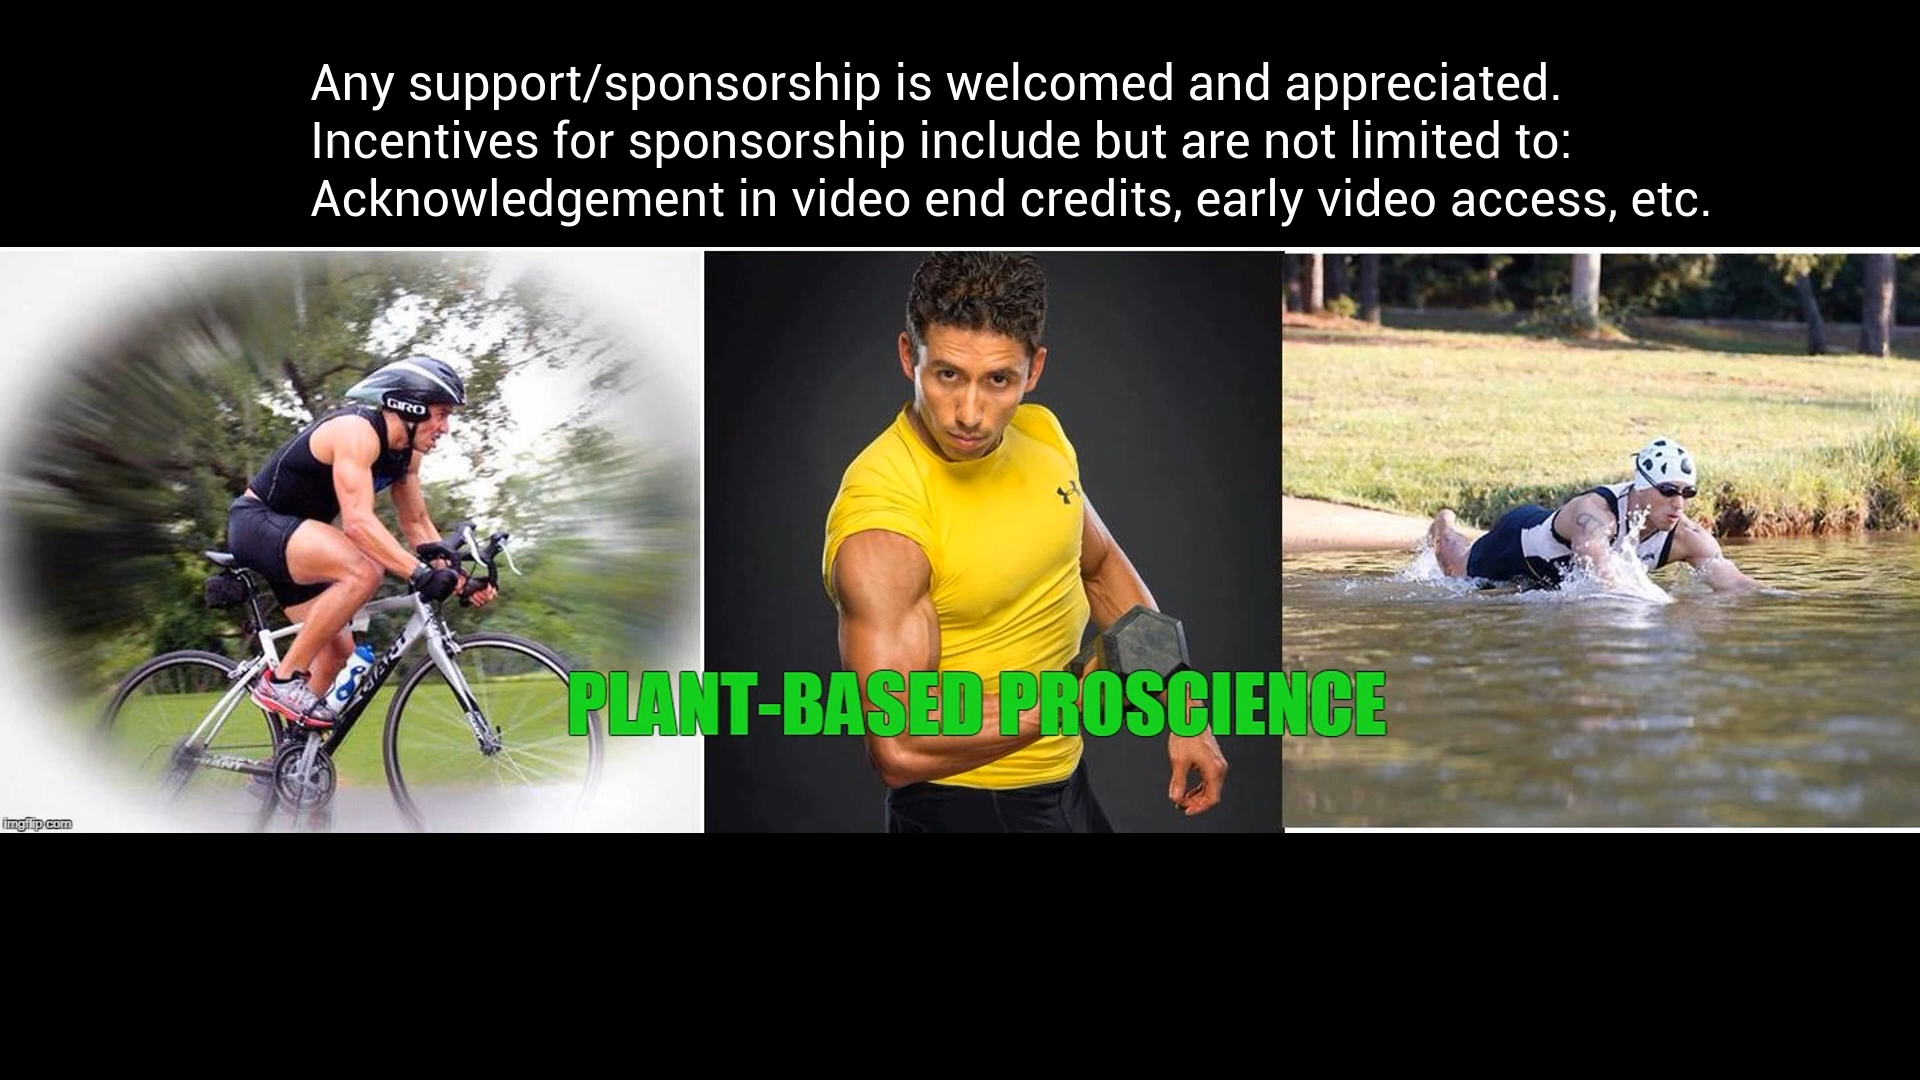 Any support/sponsorship is welcomed and appreciated.
Incentives for sponsorship include but are not limited to:
Acknowledgement in video end credits, early video access, etc.
GIRO
PLANT-BASED PROSCIENCE
imgflip.com